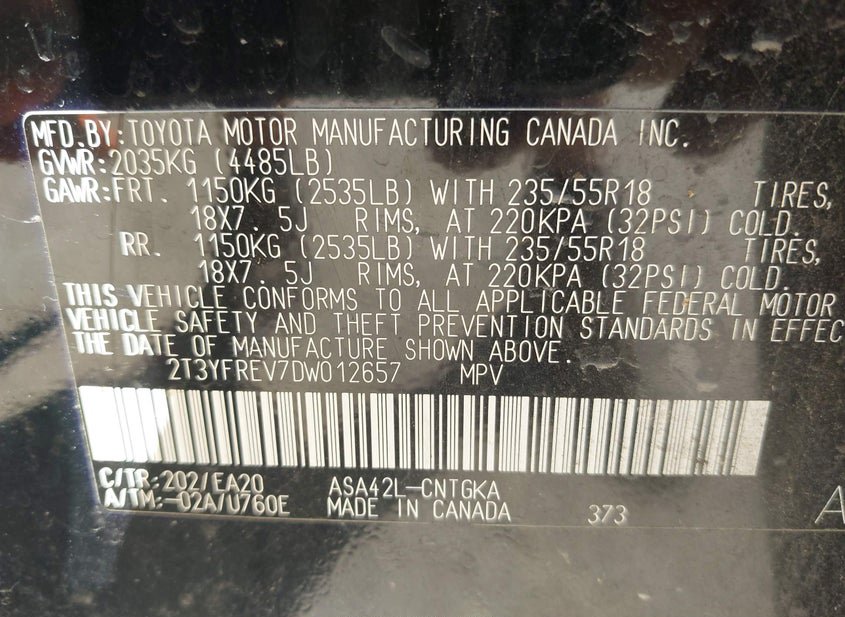 MFD.BY:TOYOTA MOTOR MANUFACTURING CANADA INC.
GVWR:2035KG (4485LB)
GAWR:FRT. 1150KG (2535LB) WITH 235/55R18 TIRES,
18X7.5J RIMS, AT 220KPA (32PSI) COLD.
RR. 1150KG (2535LB) WITH 235/55R18 TIRES,
18X7.5J RIMS, AT 220KPA (32PSI) COLD.
THIS VEHICLE CONFORMS TO ALL APPLICABLE FEDERAL MOTOR
VEHICLE SAFETY AND THEFT PREVENTION STANDARDS IN EFFEC
THE DATE OF MANUFACTURE SHOWN ABOVE.
2T3YFREV7DW012657 MPV
C/TR:202/EA20 ASA42L-CNTGKA
A/TM:-02A/U760E MADE IN CANADA 373 A